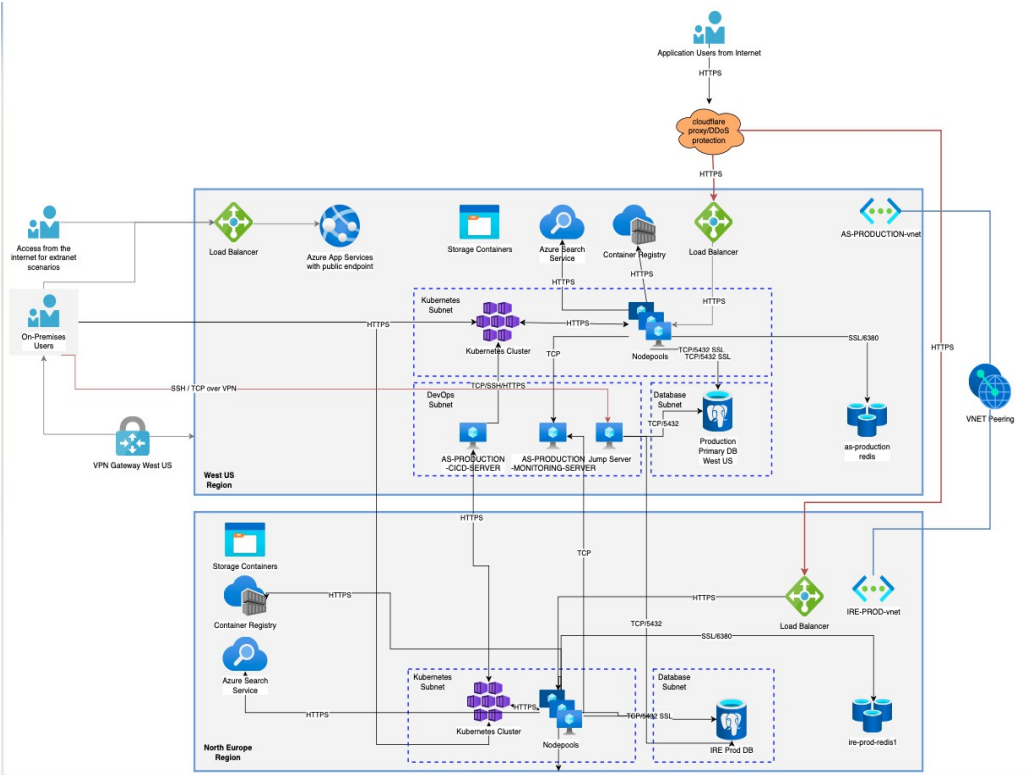 Application Users from Internet
HTTPS
cloudflare
proxy/DDoS
protection
HTTPS
Access from the
internet for extranet
scenarios
Load Balancer
Azure App Services
with public endpoint
Storage Containers
Azure Search
Service
Container Registry
Load Balancer
AS-PRODUCTION-vnet
HTTPS
HTTPS
HTTPS
Kubernetes
Subnet
On-Premises
Users
HTTPS
HTTPS
Kubernetes Cluster
Nodepools
SSL/6380
HTTPS
TCP
TCP/5432 SSL
TCP/5432 SSL
SSH / TCP over VPN
TCP/SSH/HTTPS
DevOps
Subnet
Database
Subnet
VNET Peering
TCP/5432
Production
Primary DB
West US
as-production
redis
AS-PRODUCTION
-CICD-SERVER
AS-PRODUCTION
-MONITORING-SERVER
Jump Server
VPN Gateway West US
West US
Region
HTTPS
TCP
Storage Containers
HTTPS
HTTPS
IRE-PROD-vnet
Container Registry
Load Balancer
TCP/5432
SSL/6380
Azure Search
Service
Kubernetes
Subnet
Database
Subnet
HTTPS
HTTPS
TCP/5432 SSL
Kubernetes Cluster
Nodepools
IRE Prod DB
ire-prod-redis1
North Europe
Region